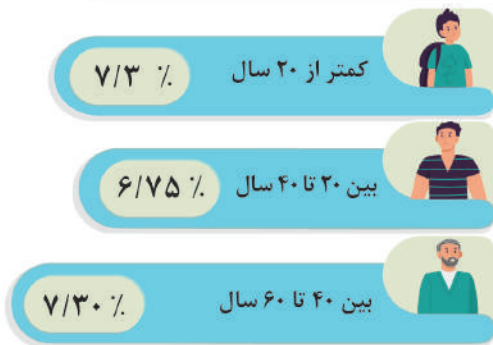 کمتر از ۲۰ سال ٪ ۷/۳
بین ۲۰ تا ۴۰ سال ٪ ۶/۷۵
بین ۴۰ تا ۶۰ سال ٪ ۷/۳۰